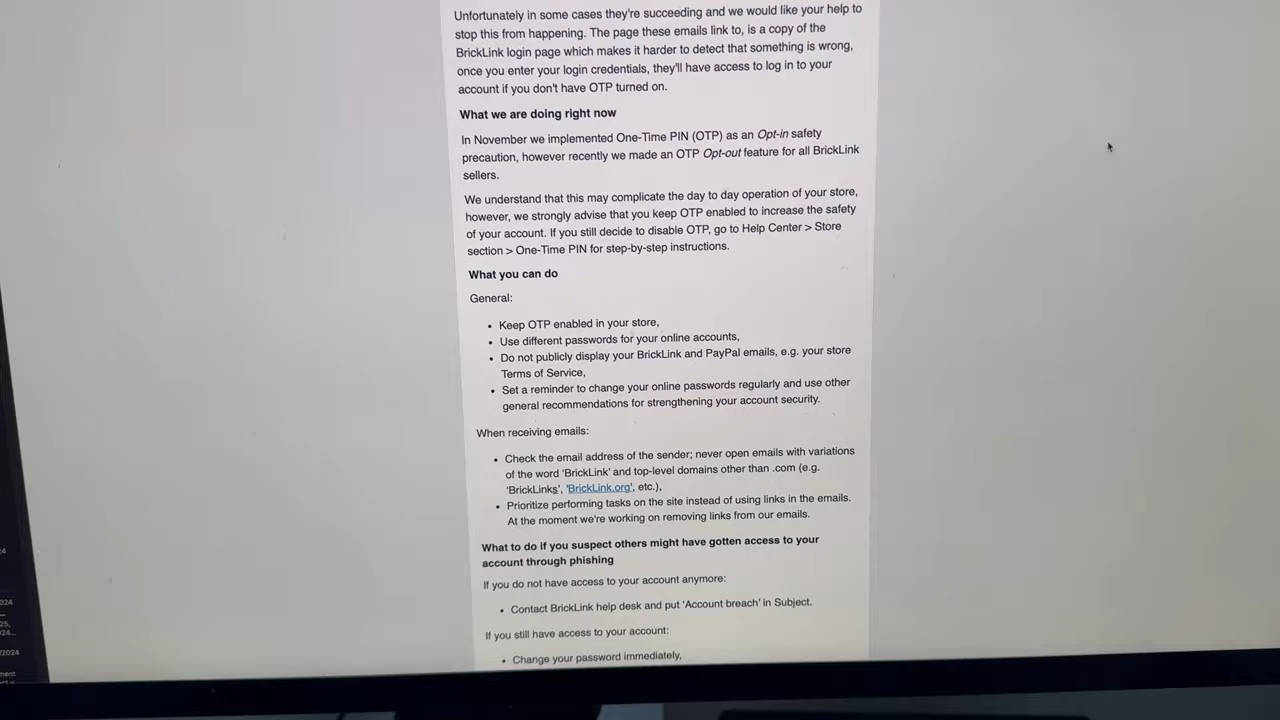 Unfortunately in some cases they're succeeding and we would like your help to
stop this from happening. The page these emails link to, is a copy of the
BrickLink login page which makes it harder to detect that something is wrong,
once you enter your login credentials, they'll have access to log in to your
account if you don't have OTP turned on.
What we are doing right now
In November we implemented One-Time PIN (OTP) as an Opt-in safety
precaution, however recently we made an OTP Opt-out feature for all BrickLink
sellers.
We understand that this may complicate the day to day operation of your store,
however, we strongly advise that you keep OTP enabled to increase the safety
of your account. If you still decide to disable OTP, go to Help Center > Store
section > One-Time PIN for step-by-step instructions.
What you can do
General:
• Keep OTP enabled in your store,
• Use different passwords for your online accounts,
• Do not publicly display your BrickLink and PayPal emails, e.g. your store
Terms of Service,
• Set a reminder to change your online passwords regularly and use other
general recommendations for strengthening your account security.
When receiving emails:
• Check the email address of the sender; never open emails with variations
of the word 'BrickLink' and top-level domains other than .com (e.g.
'BrickLinks', 'BrickLink.org', etc.),
• Prioritize performing tasks on the site instead of using links in the emails.
At the moment we're working on removing links from our emails.
What to do if you suspect others might have gotten access to your
account through phishing
If you do not have access to your account anymore:
• Contact BrickLink help desk and put 'Account breach' in Subject.
If you still have access to your account:
• Change your password immediately,